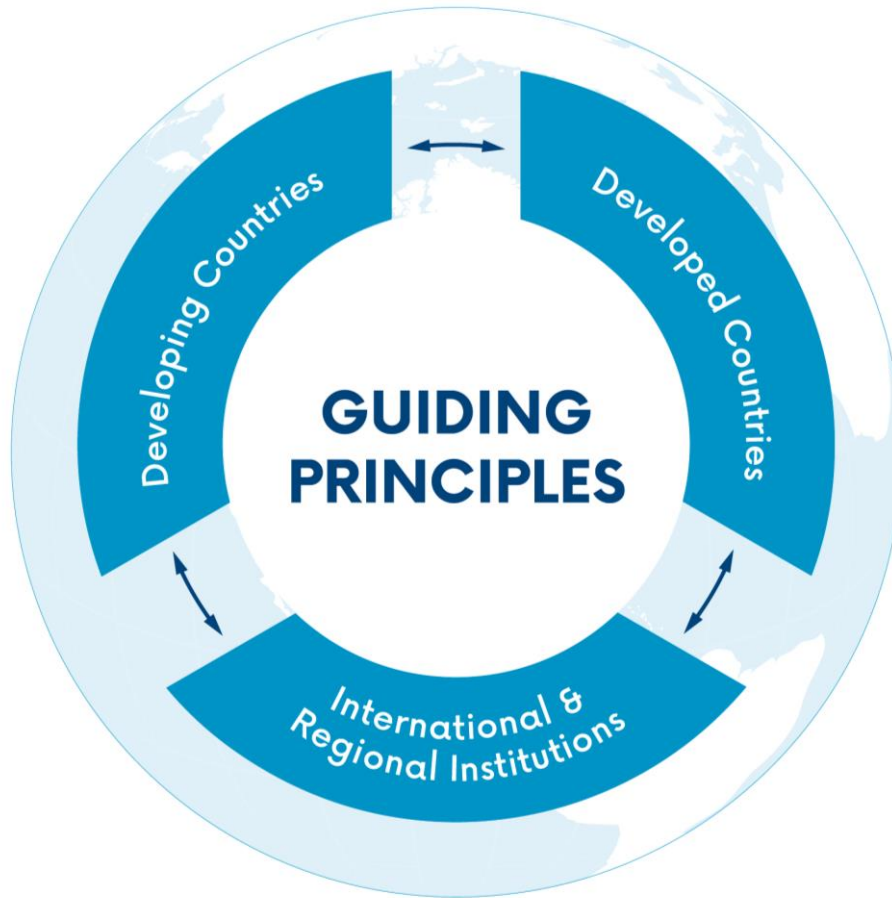 Developing Countries
Developed Countries
GUIDING
PRINCIPLES
International &
Regional Institutions